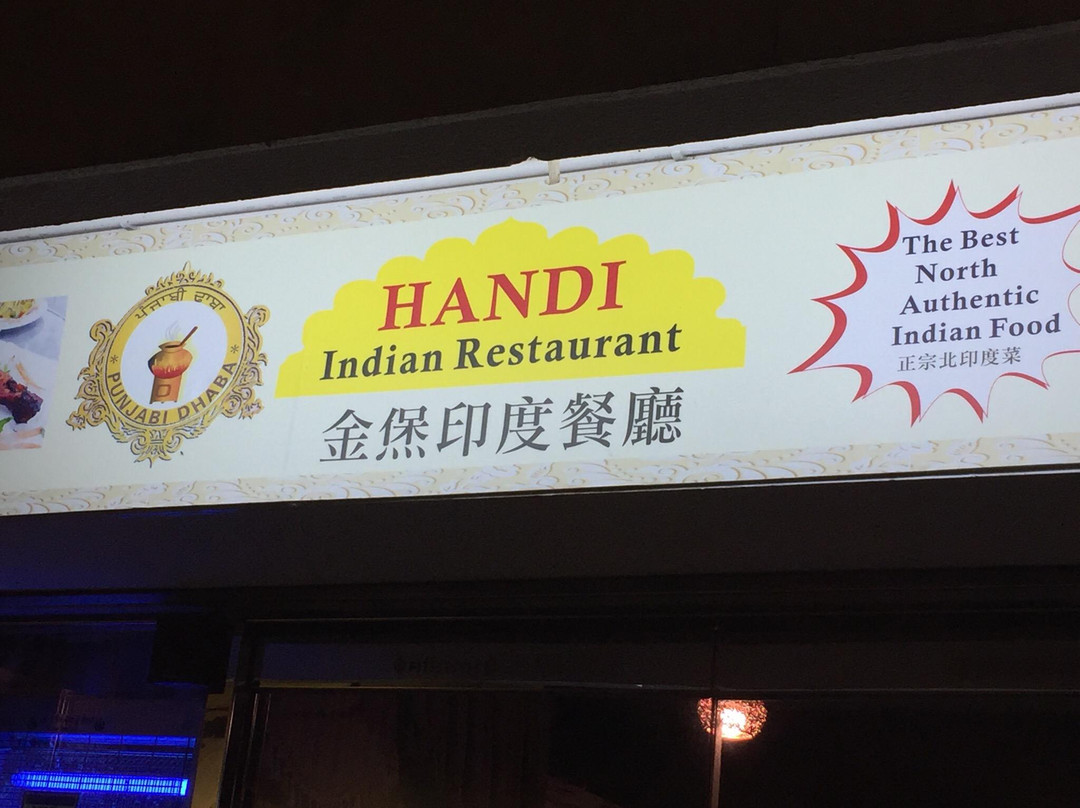 ਪੰਜਾਬੀ ਢਾਬਾ
PUNJABI DHABA
HANDI
Indian Restaurant
金㷛印度餐廳
The Best
North
Authentic
Indian Food
正宗北印度菜